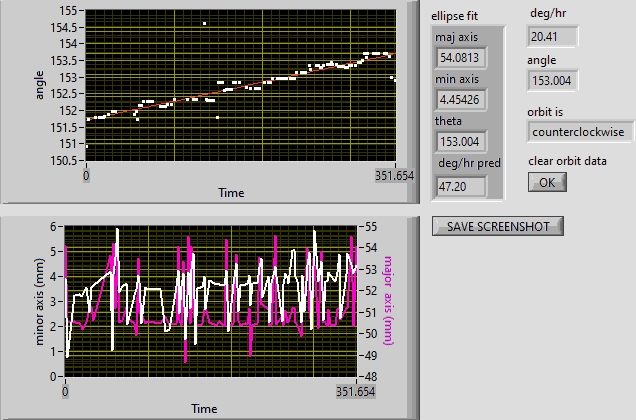 155
154.5
154
153.5
153
152.5
152
151.5
151
150.5
angle
0
351.654
Time
ellipse fit
maj axis
54.0813
min axis
4.45426
theta
153.004
deg/hr pred
47.20
deg/hr
20.41
angle
153.004
orbit is
counterclockwise
clear orbit data
OK
SAVE SCREENSHOT
6
5
4
3
2
1
0
minor axis (mm)
55
54
53
52
51
50
49
48
major axis (mm)
0
351.654
Time